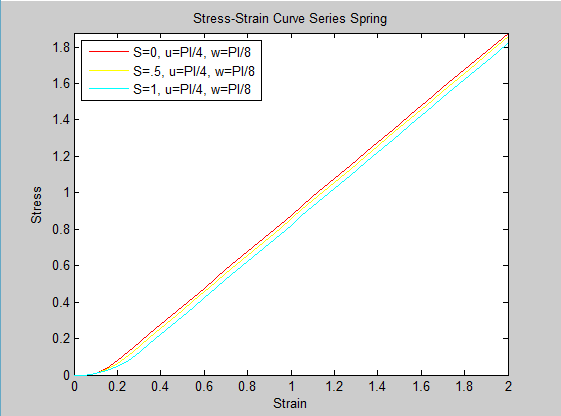 Stress-Strain Curve Series Spring
S=0, u=PI/4, w=PI/8
S=.5, u=PI/4, w=PI/8
S=1, u=PI/4, w=PI/8
Stress
1.8
1.6
1.4
1.2
1
0.8
0.6
0.4
0.2
0
0 0.2 0.4 0.6 0.8 1 1.2 1.4 1.6 1.8 2
Strain